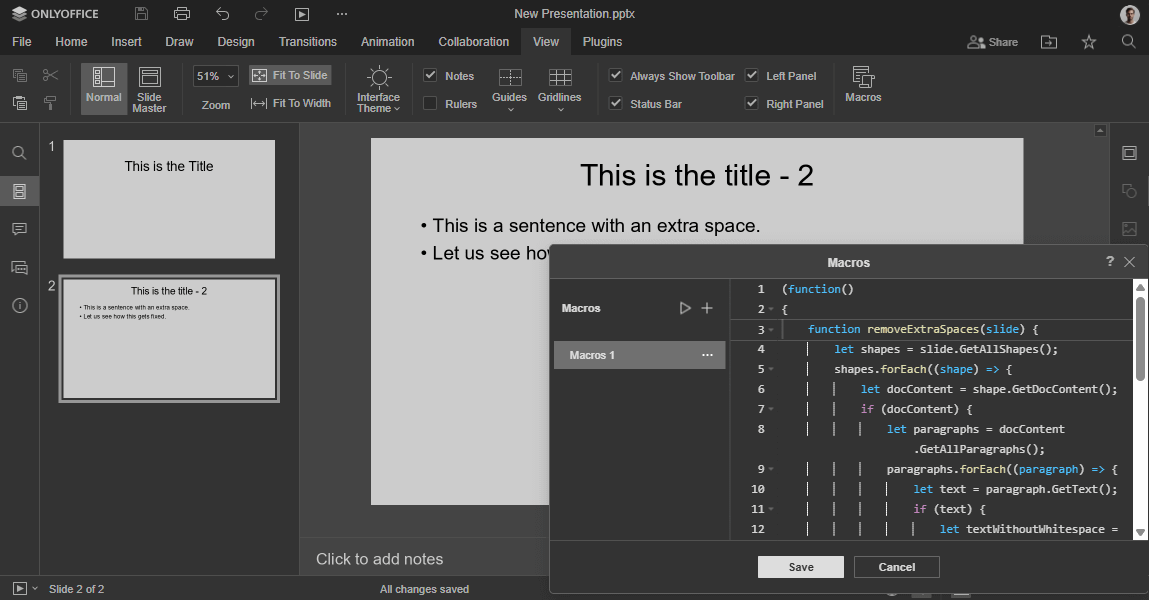 ONLYOFFICE
New Presentation.pptx
File Home Insert Draw Design Transitions Animation Collaboration View Plugins
Share
Normal
Slide Master
51%
Zoom
Fit To Slide
Fit To Width
Interface Theme
Notes
Rulers
Guides
Gridlines
Always Show Toolbar
Status Bar
Left Panel
Right Panel
Macros
1
This is the Title
2
This is the title - 2
• This is a sentence with an extra space.
• Let us see how this gets fixed.
This is the title - 2
• This is a sentence with an extra space.
• Let us see how
Macros
?
Macros
Macros 1
1 (function()
2 {
3 function removeExtraSpaces(slide) {
4 let shapes = slide.GetAllShapes();
5 shapes.forEach((shape) => {
6 let docContent = shape.GetDocContent();
7 if (docContent) {
8 let paragraphs = docContent
.GetAllParagraphs();
9 paragraphs.forEach((paragraph) => {
10 let text = paragraph.GetText();
11 if (text) {
12 let textWithoutWhitespace =
Save
Cancel
Click to add notes
Slide 2 of 2
All changes saved